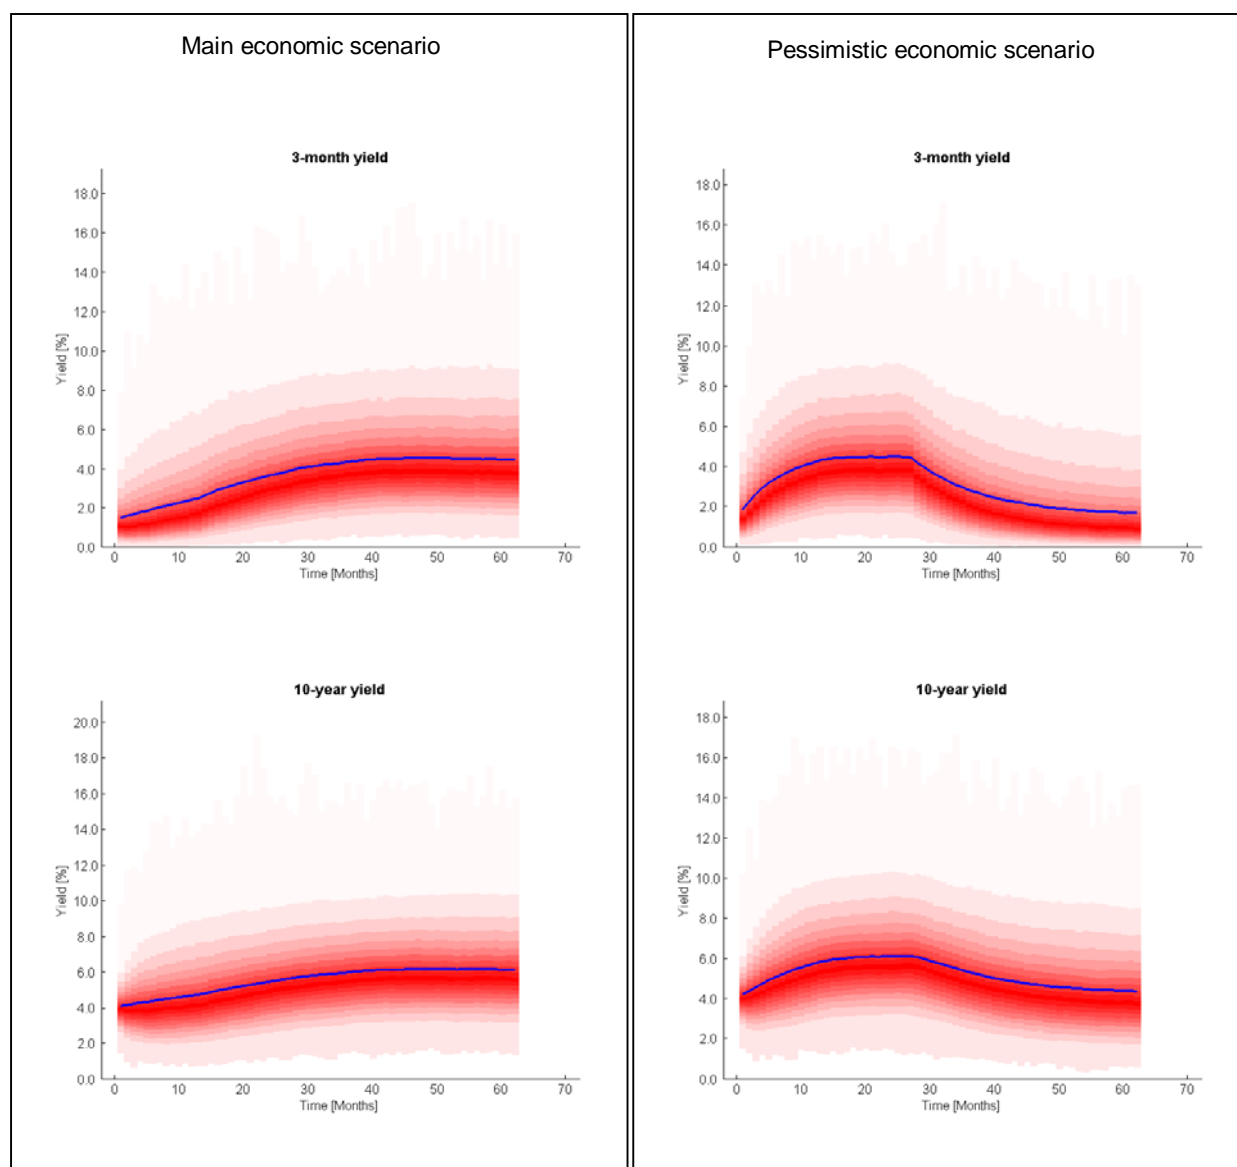 Main economic scenario
3-month yield
18.0
16.0
14.0
12.0
10.0
8.0
6.0
4.0
2.0
0.0
Yield [%]
0 10 20 30 40 50 60 70
Time [Months]
10-year yield
20.0
18.0
16.0
14.0
12.0
10.0
8.0
6.0
4.0
2.0
0.0
Yield [%]
0 10 20 30 40 50 60 70
Time [Months]
Pessimistic economic scenario
3-month yield
18.0
16.0
14.0
12.0
10.0
8.0
6.0
4.0
2.0
0.0
Yield [%]
0 10 20 30 40 50 60 70
Time [Months]
10-year yield
18.0
16.0
14.0
12.0
10.0
8.0
6.0
4.0
2.0
0.0
Yield [%]
0 10 20 30 40 50 60 70
Time [Months]